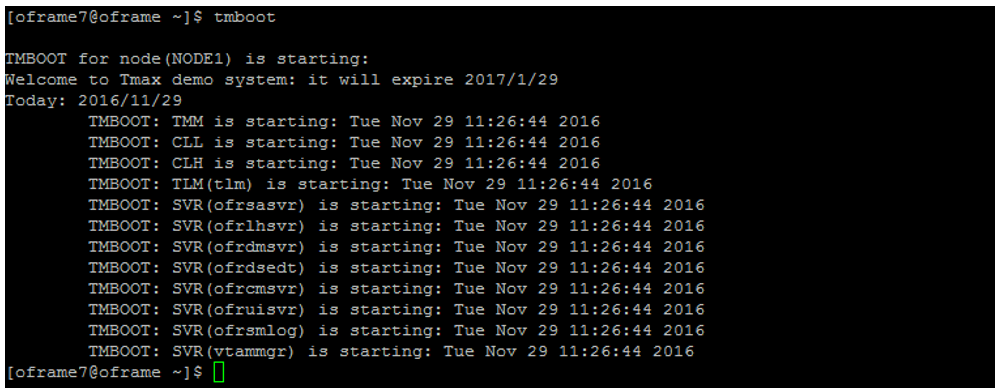 [oframe7@oframe ~]$ tmboot
TMBOOT for node(NODE1) is starting:
Welcome to Tmax demo system: it will expire 2017/1/29
Today: 2016/11/29
TMBOOT: TMM is starting: Tue Nov 29 11:26:44 2016
TMBOOT: CLL is starting: Tue Nov 29 11:26:44 2016
TMBOOT: CLH is starting: Tue Nov 29 11:26:44 2016
TMBOOT: TLM(tlm) is starting: Tue Nov 29 11:26:44 2016
TMBOOT: SVR(ofrsasvr) is starting: Tue Nov 29 11:26:44 2016
TMBOOT: SVR(ofrlhsvr) is starting: Tue Nov 29 11:26:44 2016
TMBOOT: SVR(ofrdmsvr) is starting: Tue Nov 29 11:26:44 2016
TMBOOT: SVR(ofrdsedt) is starting: Tue Nov 29 11:26:44 2016
TMBOOT: SVR(ofrcmsvr) is starting: Tue Nov 29 11:26:44 2016
TMBOOT: SVR(ofruisvr) is starting: Tue Nov 29 11:26:44 2016
TMBOOT: SVR(ofrsmlog) is starting: Tue Nov 29 11:26:44 2016
TMBOOT: SVR(vtammgr) is starting: Tue Nov 29 11:26:44 2016
[oframe7@oframe ~]$